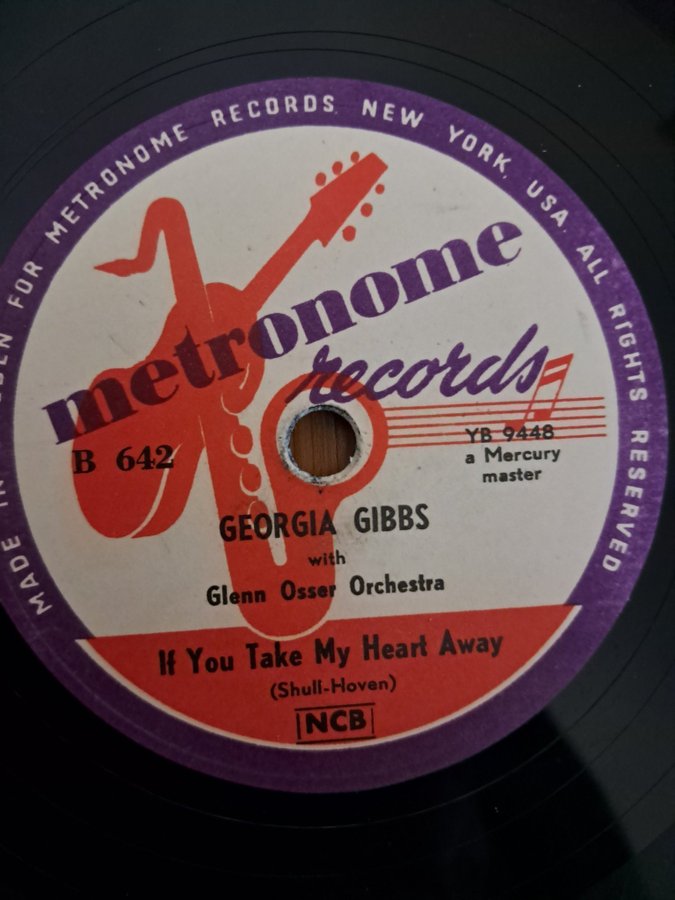 MADE IN SWEDEN FOR METRONOME RECORDS, NEW YORK, USA. ALL RIGHTS RESERVED
metronome
records
B 642
YB 9448
a Mercury
master
GEORGIA GIBBS
with
Glenn Osser Orchestra
If You Take My Heart Away
(Shull-Hoven)
NCB